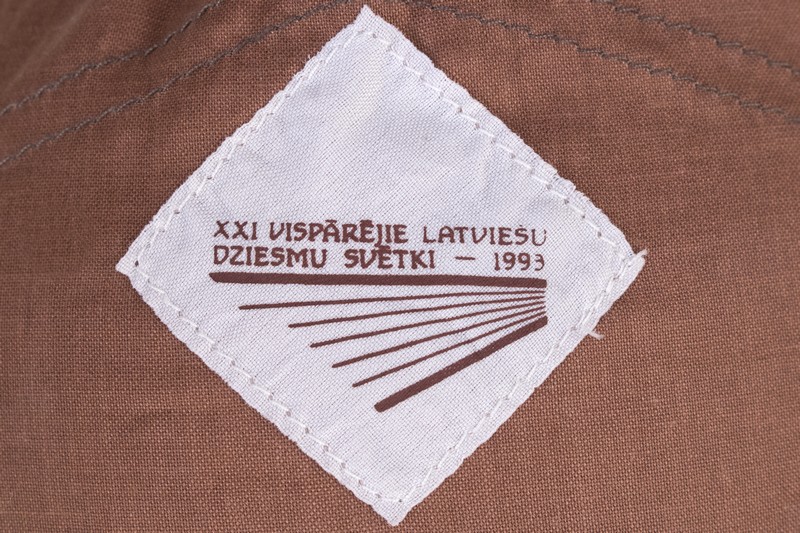 XXI VISPĀRĒJIE LATVIEŠU
DZIESMU SVĒTKI – 1993